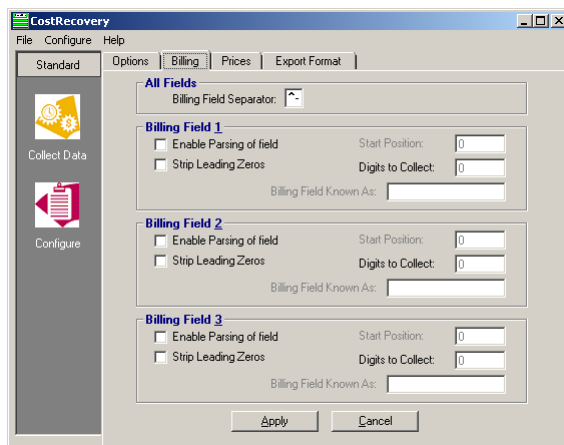 CostRecovery
File Configure Help
Standard
Collect Data
Configure
Options Billing Prices Export Format
All Fields
Billing Field Separator: ^-
Billing Field 1
Enable Parsing of field Start Position: 0
Strip Leading Zeros Digits to Collect: 0
Billing Field Known As:
Billing Field 2
Enable Parsing of field Start Position: 0
Strip Leading Zeros Digits to Collect: 0
Billing Field Known As:
Billing Field 3
Enable Parsing of field Start Position: 0
Strip Leading Zeros Digits to Collect: 0
Billing Field Known As:
Apply Cancel